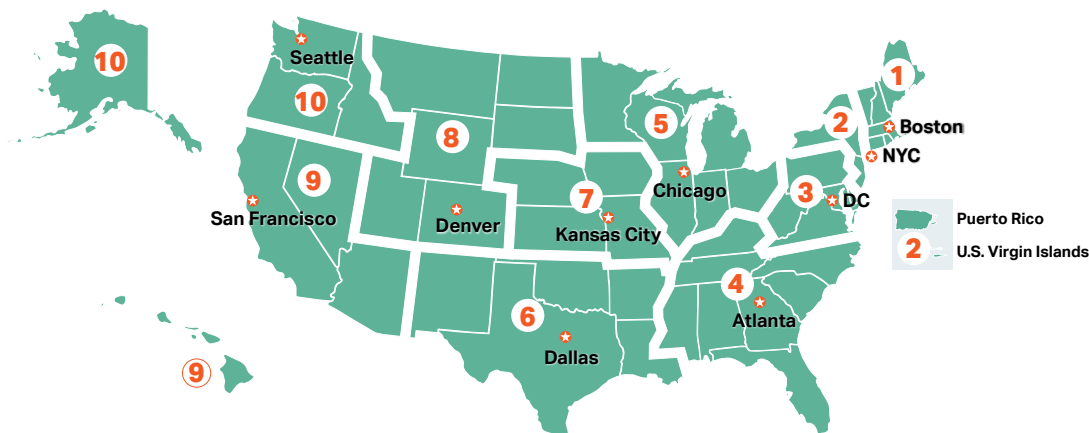 10
Seattle
10
8
9
San Francisco
Denver
7
Kansas City
5
Chicago
1
2
Boston
NYC
3
DC
4
Atlanta
6
Dallas
9
Puerto Rico
2
U.S. Virgin Islands